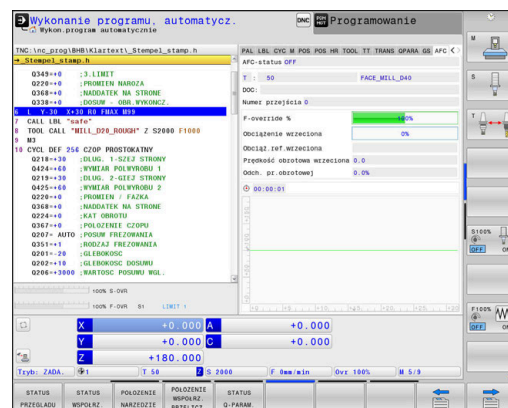 Wykonanie programu, automatycz.
Wykon.program automatycznie
DNC
Programowanie
TNC:\nc_prog\BHB\Klartext\_Stempel_stamp.h
→_Stempel_stamp.h
Q349=+0 ;3.LIMIT
Q220=+0 ;PROMIEN NAROZA
Q368=+0 ;NADDATEK NA STRONE
Q338=+0 ;DOSUW - OBR.WYKONCZ.
6 L Y-30 X+30 R0 FMAX M99
7 CALL LBL "safe"
8 TOOL CALL "MILL_D20_ROUGH" Z S2000 F1000
9 M3
10 CYCL DEF 256 CZOP PROSTOKATNY
Q218=+30 ;DLUG. 1-SZEJ STRONY
Q424=+60 ;WYMIAR POLWYROBU 1
Q219=+30 ;DLUG. 2-GIEJ STRONY
Q425=+60 ;WYMIAR POLWYROBU 2
Q220=+0 ;PROMIEN / FAZKA
Q368=+0 ;NADDATEK NA STRONE
Q224=+0 ;KAT OBROTU
Q367=+0 ;POLOZENIE CZOPU
Q207= AUTO ;POSUW FREZOWANIA
Q351=+1 ;RODZAJ FREZOWANIA
Q201=-20 ;GLEBOKOSC
Q202=+10 ;GLEBOKOSC DOSUWU
Q206=+3000 ;WARTOSC POSUWU WGL.
100% S-OVR
100% F-OVR S1 LIMIT 1
PAL LBL CYC M POS POS HR TOOL TT TRANS QPARA GS AFC
AFC-status OFF
T : 50 FACE_MILL_D40
DOC:
Numer przejścia 0
F-override % 100%
Obciążenie wrzeciona 0%
Obciąż.ref.wrzecion
Prędkość obrotowa wrzeciona 0.0
Odch. pr.obrotowej 0.0%
00:00:01
X +0.000 A +0.000
Y +0.000 C +0.000
Z +180.000
Tryb: ZADA. 1 T 50 Z S 2000 F 0mm/min Ovr 100% M 5/9
STATUS PRZEGLADU
STATUS WSPOLRZ.
POLOZENIE NARZEDZIE
POLOZENIE WSPOLRZ.
STATUS Q-PARAM.
M
S
T
S100%
OFF
F100%
OFF